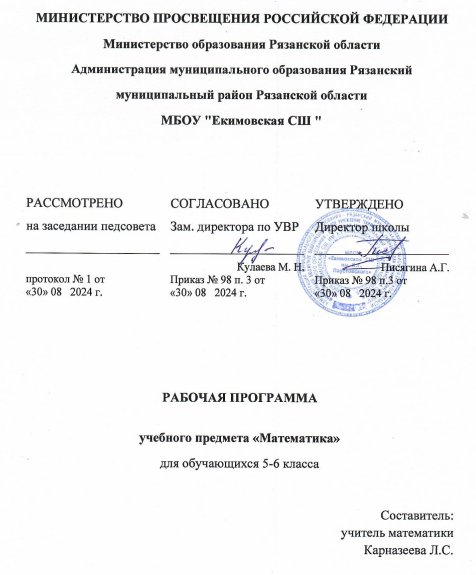 МИНИСТЕРСТВО ПРОСВЕЩЕНИЯ РОССИЙСКОЙ ФЕДЕРАЦИИ
Министерство образования Рязанской области
Администрация муниципального образования Рязанский
муниципальный район Рязанской области
МБОУ "Екимовская СШ "
РАССМОТРЕНО СОГЛАСОВАНО УТВЕРЖДЕНО
на заседании педсовета Зам. директора по УВР Директор школы
Кулаева М. Н. Писягина А.Г.
протокол № 1 от Приказ № 98 п. 3 от Приказ № 98 п.3 от
«30» 08 2024 г. «30» 08 2024 г. «30» 08 2024 г.
РАБОЧАЯ ПРОГРАММА
учебного предмета «Математика»
для обучающихся 5-6 класса
Составитель:
учитель математики
Карназеева Л.С.